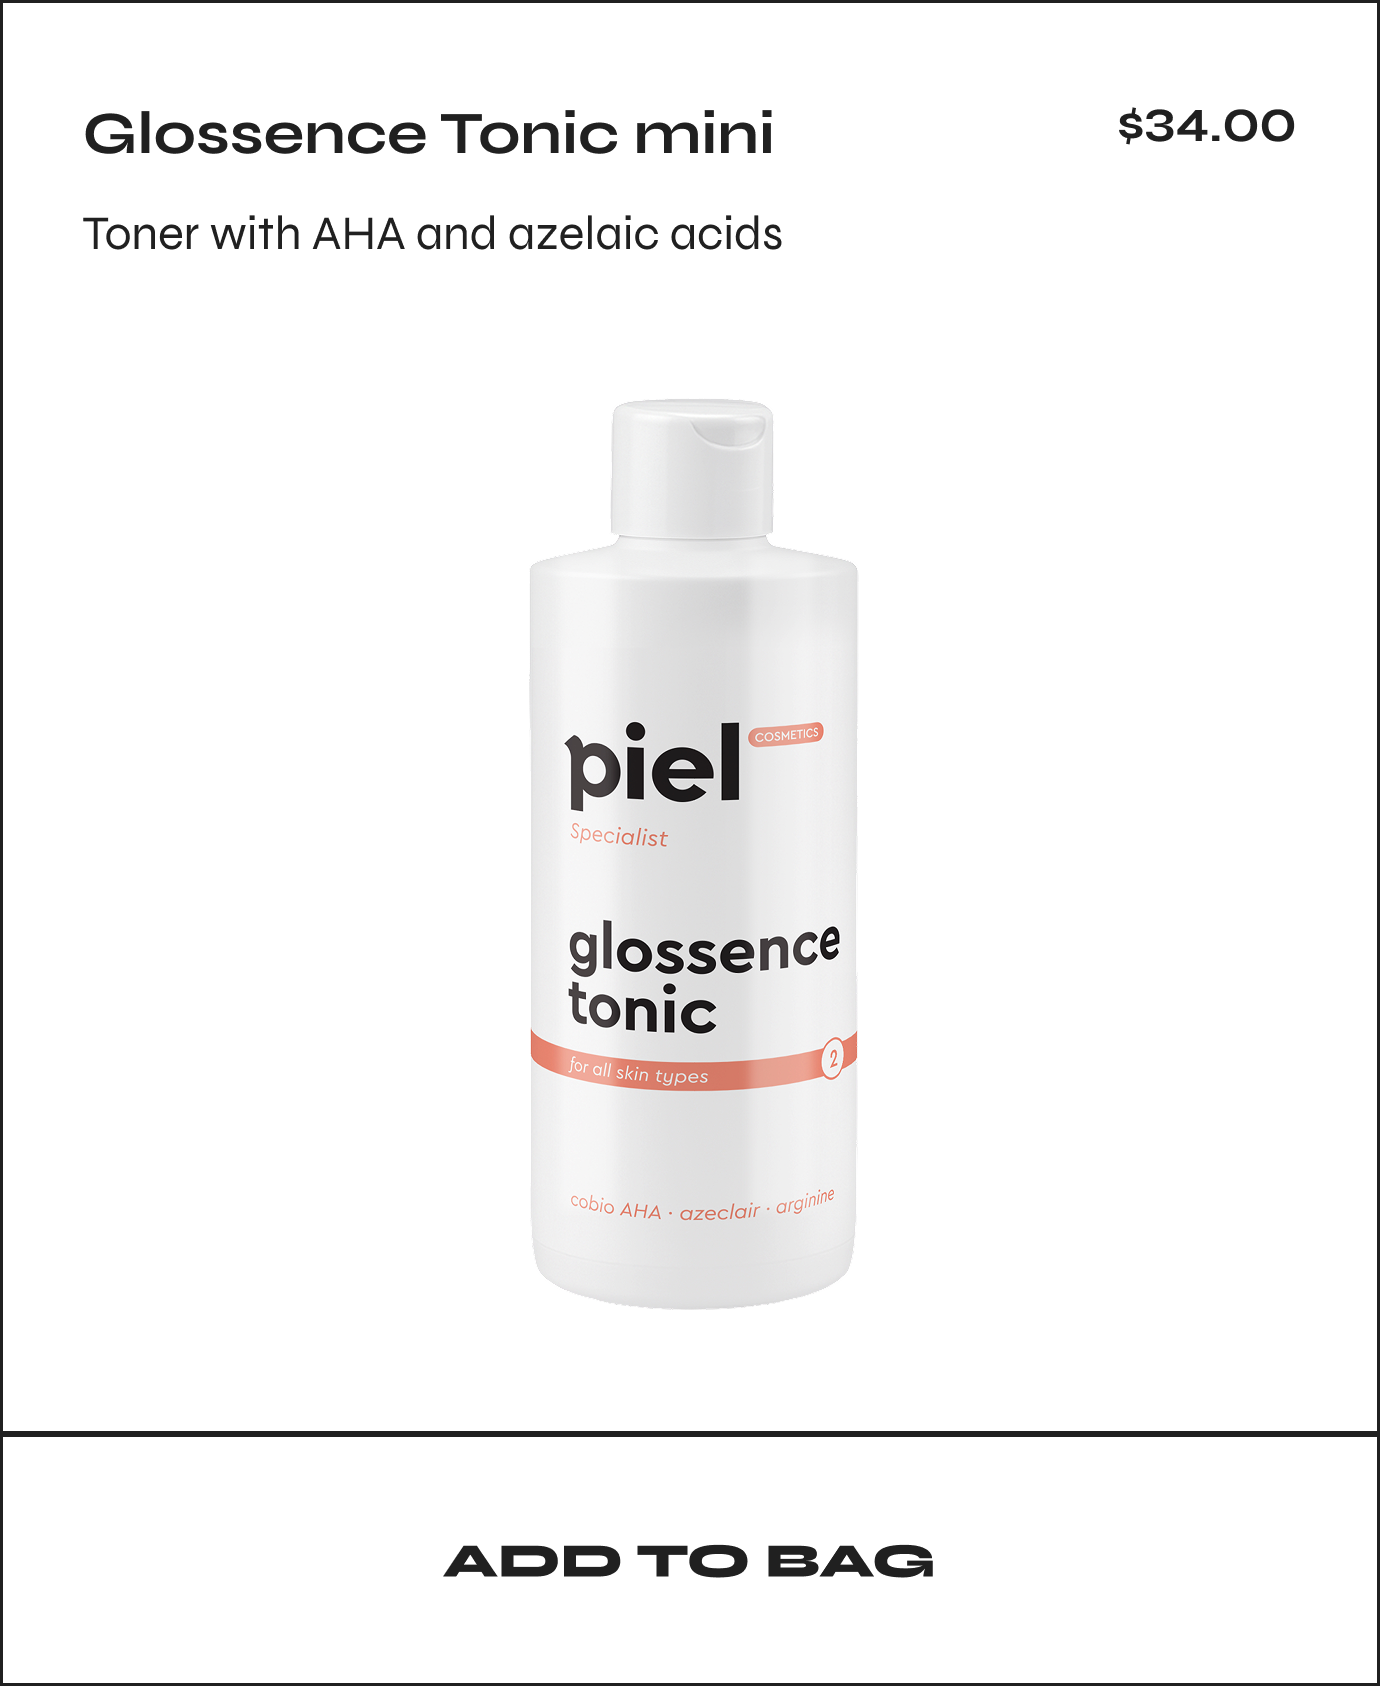 Glossence Tonic mini
$34.00
Toner with AHA and azelaic acids
piel
COSMETICS
Specialist
glossence
tonic
for all skin types
2
cobio AHA · azeclair · arginine
ADD TO BAG